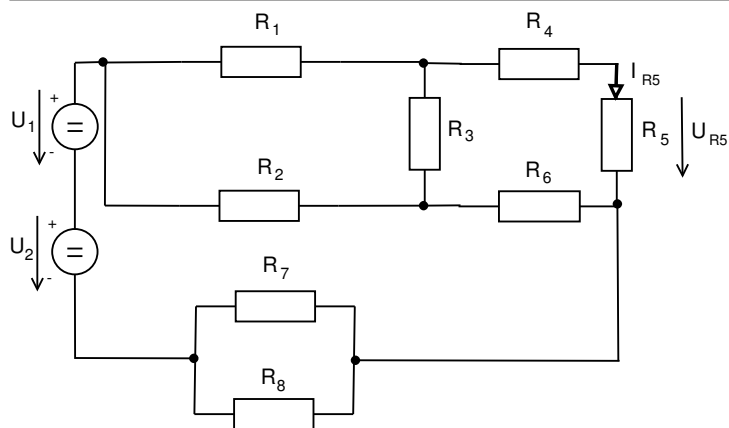 R1
R4
IR5
+
U1
=
-
R3
R5
UR5
R2
R6
+
U2
=
-
R7
R8